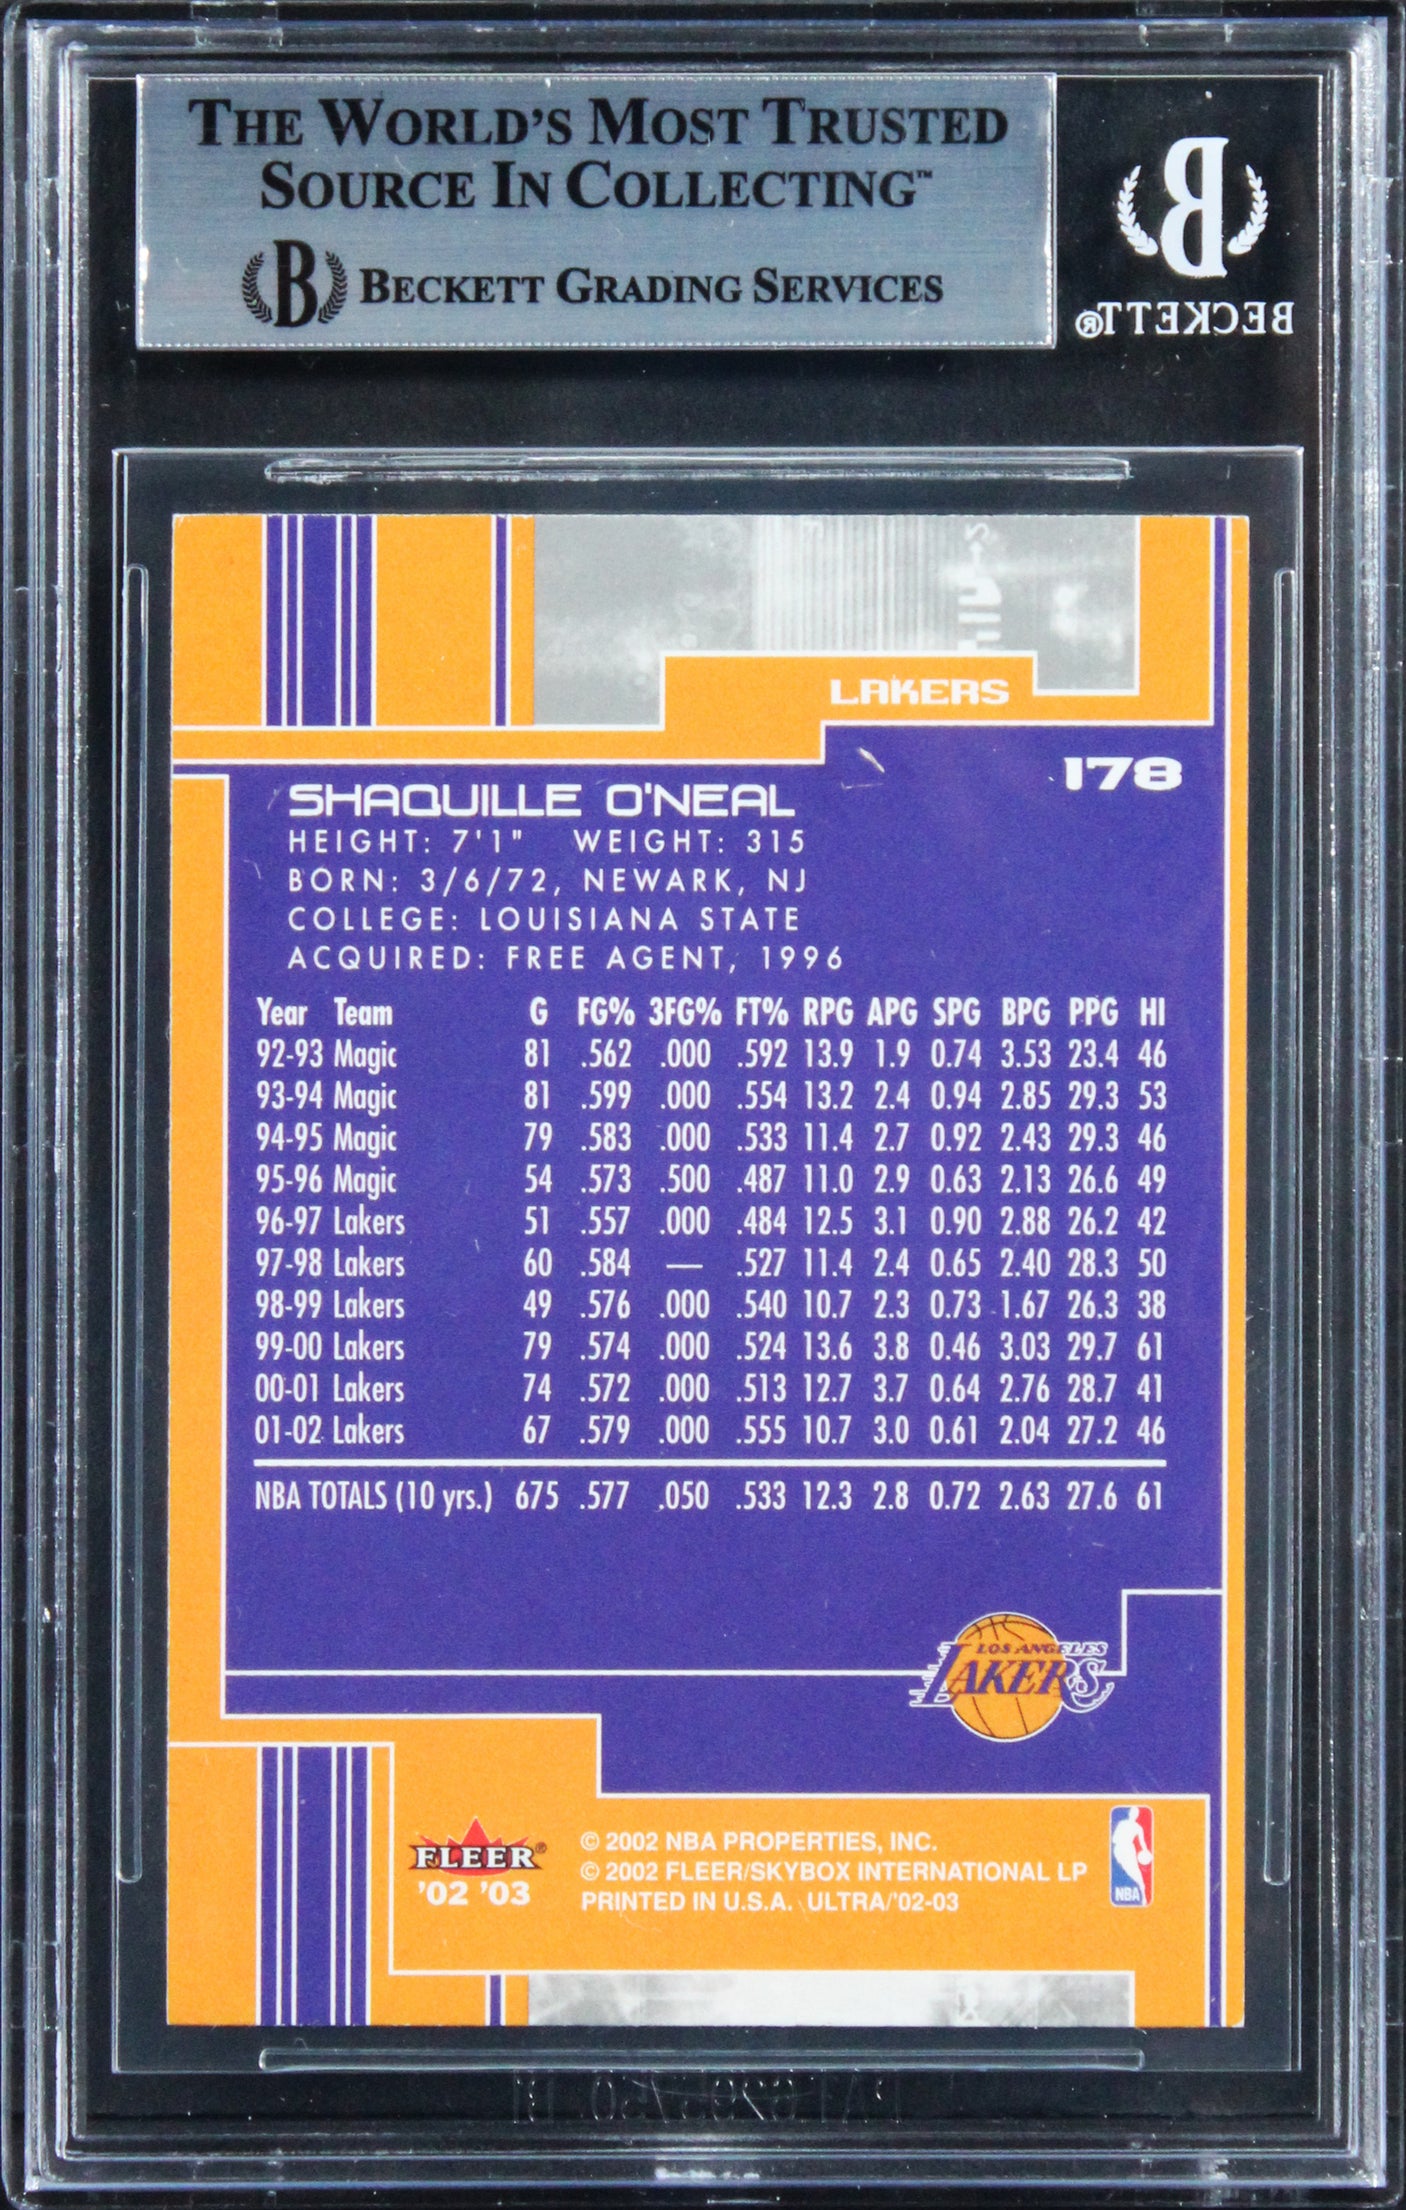 THE WORLD'S MOST TRUSTED
SOURCE IN COLLECTING™
B BECKETT GRADING SERVICES
B
BECKETT®
LAKERS
178
SHAQUILLE O'NEAL
HEIGHT: 7'1" WEIGHT: 315
BORN: 3/6/72, NEWARK, NJ
COLLEGE: LOUISIANA STATE
ACQUIRED: FREE AGENT, 1996
Year Team G FG% 3FG% FT% RPG APG SPG BPG PPG HI
92-93 Magic 81 .562 .000 .592 13.9 1.9 0.74 3.53 23.4 46
93-94 Magic 81 .599 .000 .554 13.2 2.4 0.94 2.85 29.3 53
94-95 Magic 79 .583 .000 .533 11.4 2.7 0.92 2.43 29.3 46
95-96 Magic 54 .573 .500 .487 11.0 2.9 0.63 2.13 26.6 49
96-97 Lakers 51 .557 .000 .484 12.5 3.1 0.90 2.88 26.2 42
97-98 Lakers 60 .584 — .527 11.4 2.4 0.65 2.40 28.3 50
98-99 Lakers 49 .576 .000 .540 10.7 2.3 0.73 1.67 26.3 38
99-00 Lakers 79 .574 .000 .524 13.6 3.8 0.46 3.03 29.7 61
00-01 Lakers 74 .572 .000 .513 12.7 3.7 0.64 2.76 28.7 41
01-02 Lakers 67 .579 .000 .555 10.7 3.0 0.61 2.04 27.2 46
NBA TOTALS (10 yrs.) 675 .577 .050 .533 12.3 2.8 0.72 2.63 27.6 61
LOS ANGELES
LAKERS
FLEER®
'02 '03
© 2002 NBA PROPERTIES, INC.
© 2002 FLEER/SKYBOX INTERNATIONAL LP
PRINTED IN U.S.A. ULTRA/'02-03
NBA